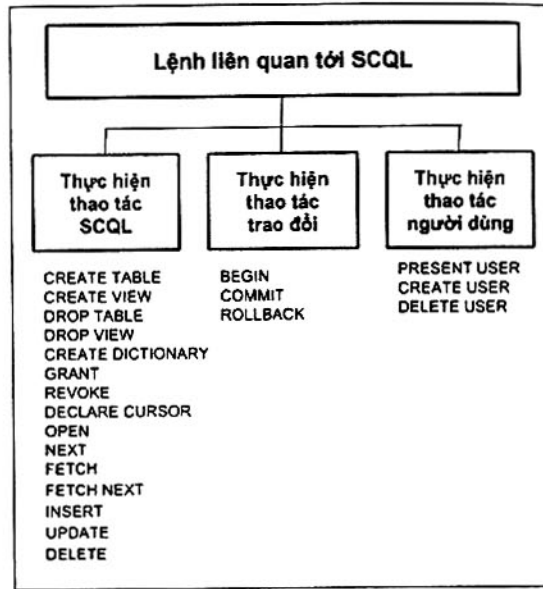 Lệnh liên quan tới SCQL
Thực hiện
thao tác
SCQL
Thực hiện
thao tác
trao đổi
Thực hiện
thao tác
người dùng
CREATE TABLE
CREATE VIEW
DROP TABLE
DROP VIEW
CREATE DICTIONARY
GRANT
REVOKE
DECLARE CURSOR
OPEN
NEXT
FETCH
FETCH NEXT
INSERT
UPDATE
DELETE
BEGIN
COMMIT
ROLLBACK
PRESENT USER
CREATE USER
DELETE USER